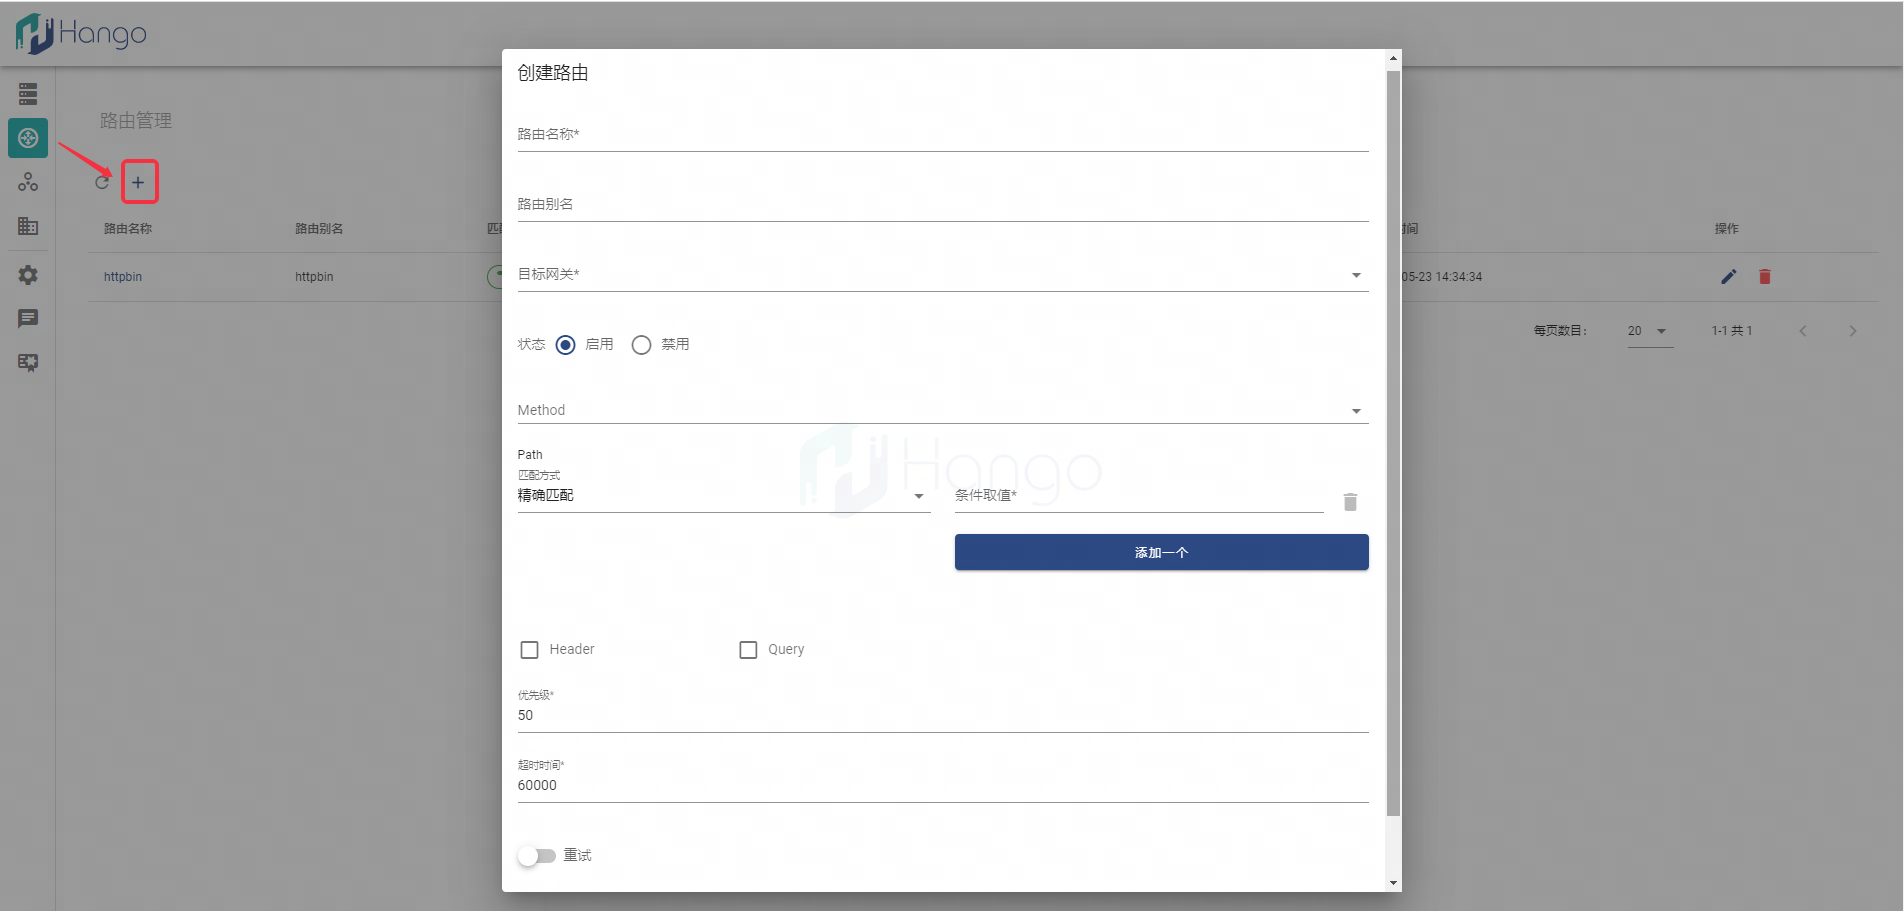 Hango
路由管理
路由名称
路由别名
httpbin
httpbin
时间
操作
05-23 14:34:34
每页数目:
20
1-1 共 1
创建路由
路由名称*
路由别名
目标网关*
状态
启用
禁用
Method
Path
匹配方式
精确匹配
条件取值*
添加一个
Header
Query
优先级*
50
超时时间*
60000
重试
Hango